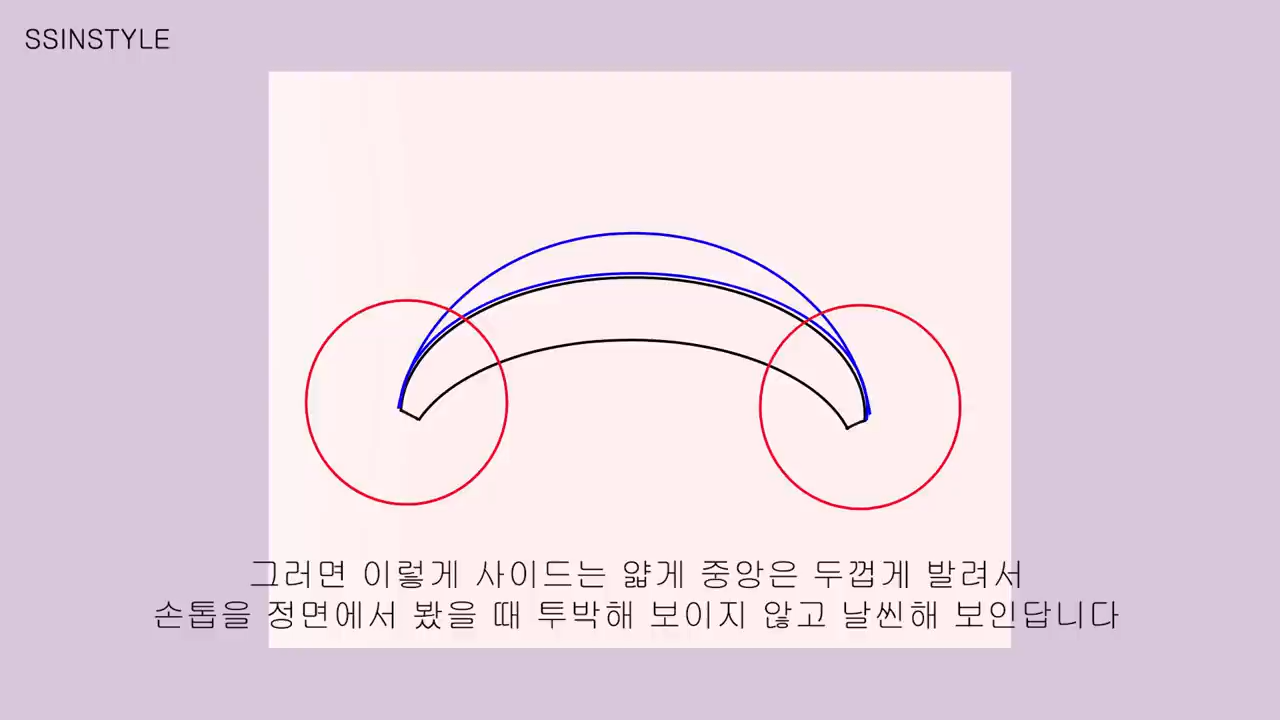 SSINSTYLE
그러면 이렇게 사이드는 얇게 중앙은 두껍게 발려서
손톱을 정면에서 봤을 때 투박해 보이지 않고 날씬해 보인답니다